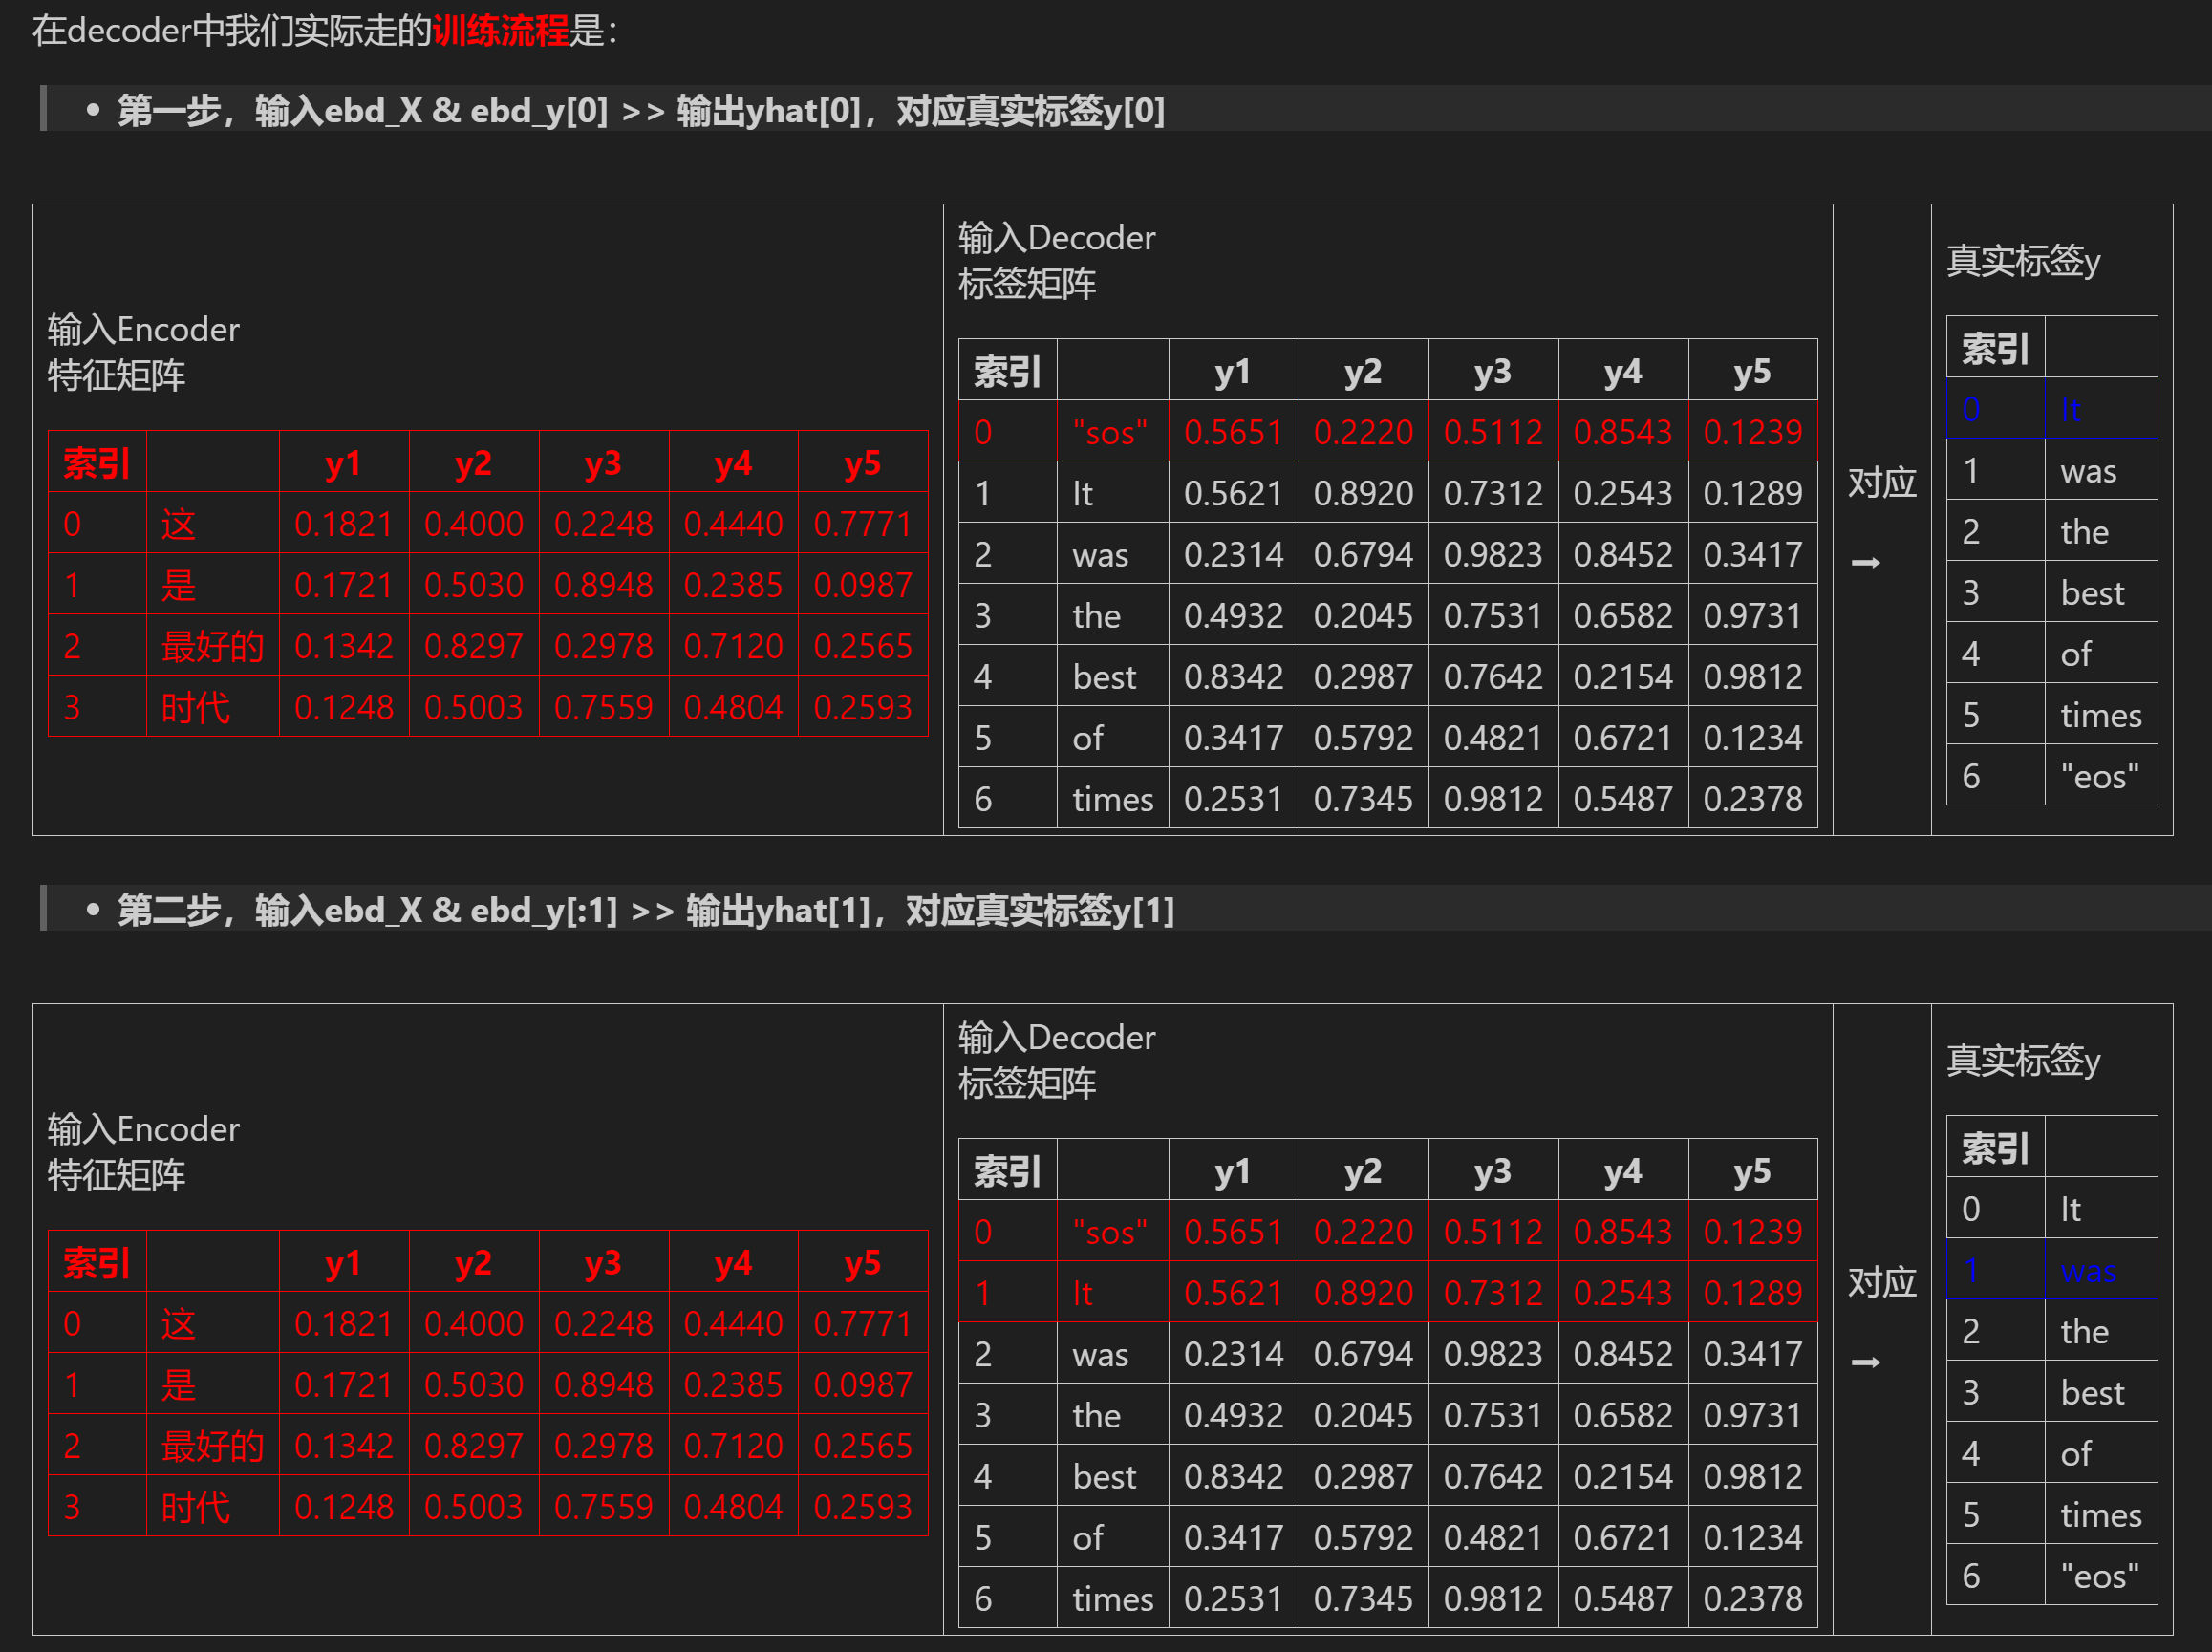 在decoder中我们实际走的训练流程是：
• 第一步，输入ebd_X & ebd_y[0] >> 输出yhat[0]，对应真实标签y[0]
输入Encoder
特征矩阵
索引 y1 y2 y3 y4 y5
0 这 0.1821 0.4000 0.2248 0.4440 0.7771
1 是 0.1721 0.5030 0.8948 0.2385 0.0987
2 最好的 0.1342 0.8297 0.2978 0.7120 0.2565
3 时代 0.1248 0.5003 0.7559 0.4804 0.2593
输入Decoder
标签矩阵
索引 y1 y2 y3 y4 y5
0 "sos" 0.5651 0.2220 0.5112 0.8543 0.1239
1 It 0.5621 0.8920 0.7312 0.2543 0.1289
2 was 0.2314 0.6794 0.9823 0.8452 0.3417
3 the 0.4932 0.2045 0.7531 0.6582 0.9731
4 best 0.8342 0.2987 0.7642 0.2154 0.9812
5 of 0.3417 0.5792 0.4821 0.6721 0.1234
6 times 0.2531 0.7345 0.9812 0.5487 0.2378
对应
→
真实标签y
索引
0 It
1 was
2 the
3 best
4 of
5 times
6 "eos"
• 第二步，输入ebd_X & ebd_y[:1] >> 输出yhat[1]，对应真实标签y[1]
输入Encoder
特征矩阵
索引 y1 y2 y3 y4 y5
0 这 0.1821 0.4000 0.2248 0.4440 0.7771
1 是 0.1721 0.5030 0.8948 0.2385 0.0987
2 最好的 0.1342 0.8297 0.2978 0.7120 0.2565
3 时代 0.1248 0.5003 0.7559 0.4804 0.2593
输入Decoder
标签矩阵
索引 y1 y2 y3 y4 y5
0 "sos" 0.5651 0.2220 0.5112 0.8543 0.1239
1 It 0.5621 0.8920 0.7312 0.2543 0.1289
2 was 0.2314 0.6794 0.9823 0.8452 0.3417
3 the 0.4932 0.2045 0.7531 0.6582 0.9731
4 best 0.8342 0.2987 0.7642 0.2154 0.9812
5 of 0.3417 0.5792 0.4821 0.6721 0.1234
6 times 0.2531 0.7345 0.9812 0.5487 0.2378
对应
→
真实标签y
索引
0 It
1 was
2 the
3 best
4 of
5 times
6 "eos"